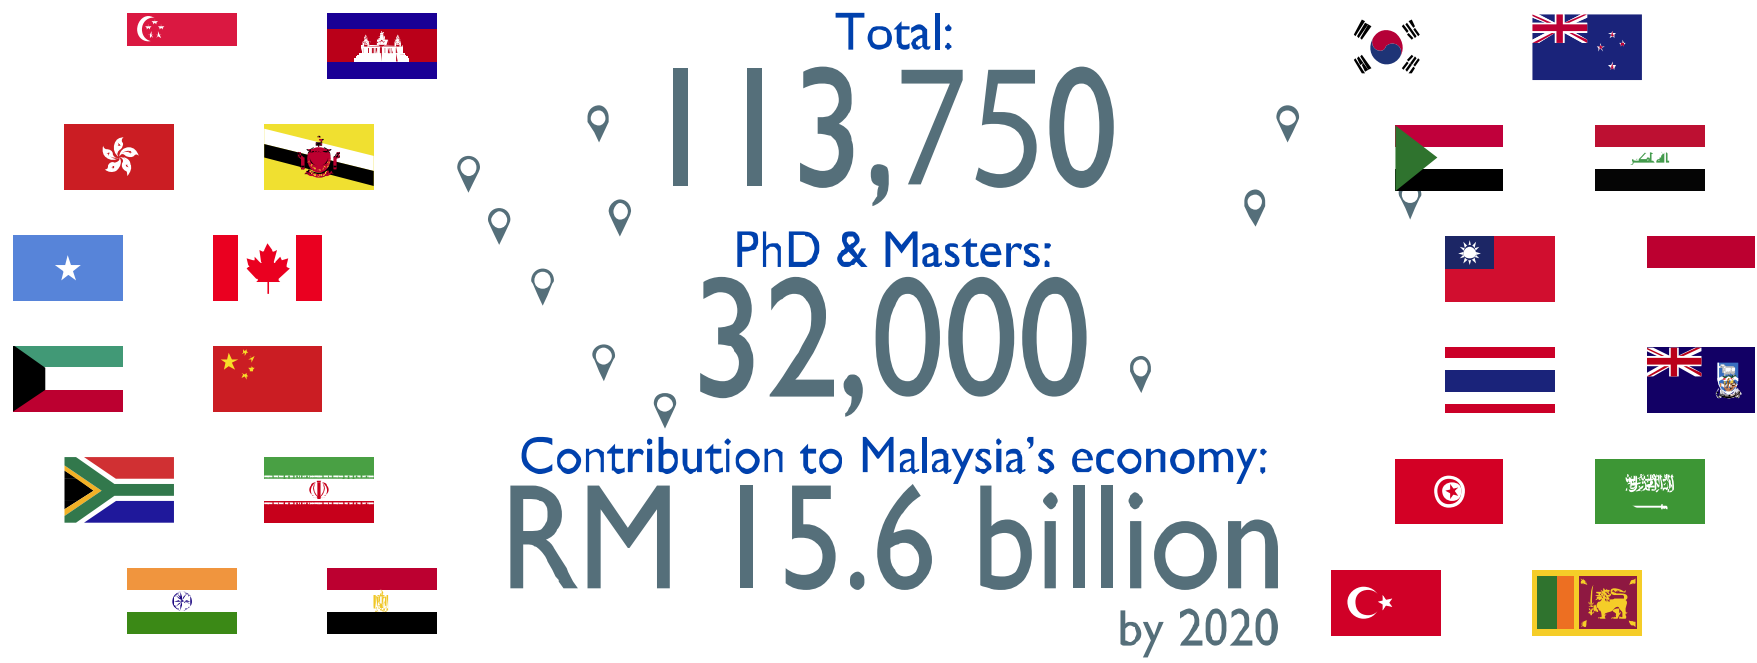 Total:
113,750
PhD & Masters:
32,000
Contribution to Malaysia's economy:
RM 15.6 billion
by 2020